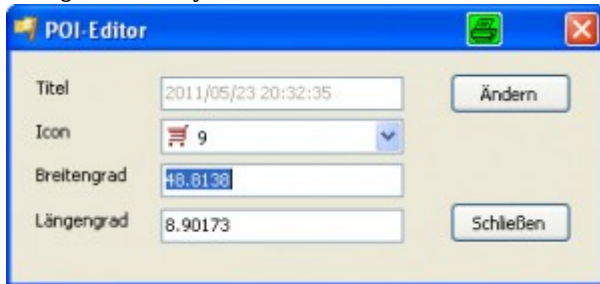 POI-Editor
Titel
2011/05/23 20:32:35
Ändern
Icon
9
Breitengrad
48.8138
Längengrad
8.90173
Schließen